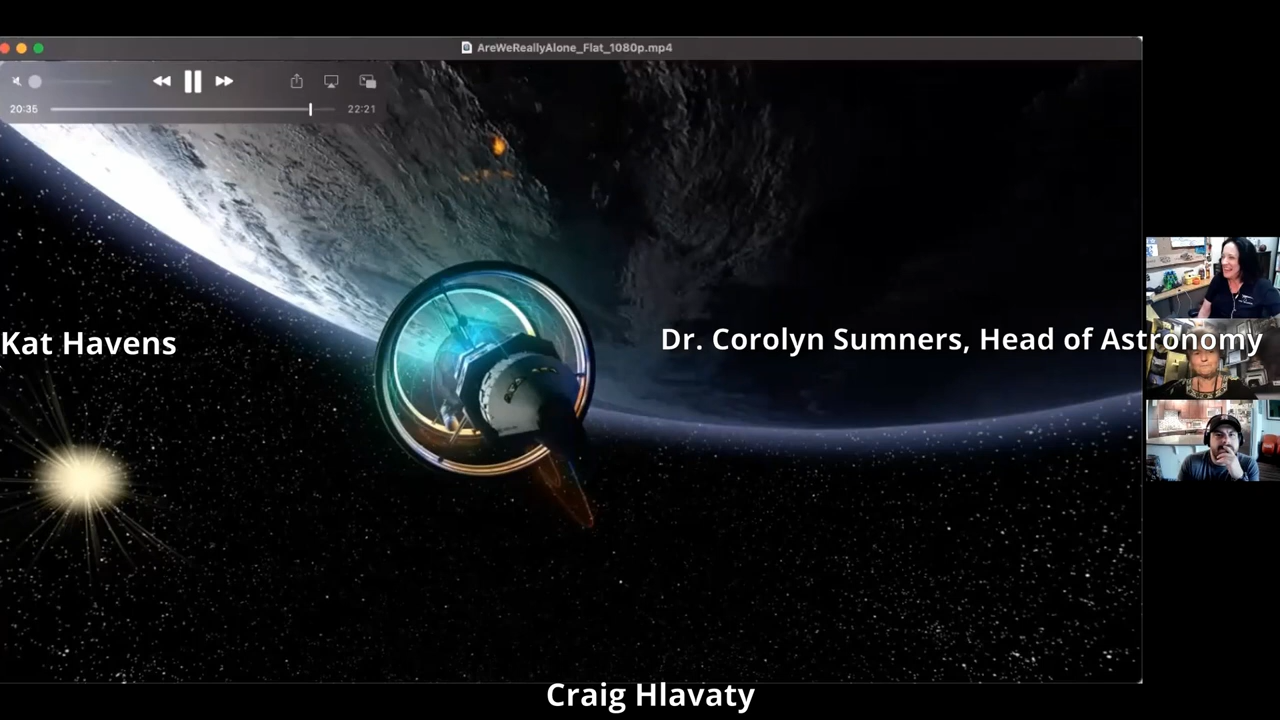 AreWeReallyAlone_Flat_1080p.mp4
20:35
22:21
Kat Havens
Dr. Corolyn Sumners, Head of Astronomy
Craig Hlavaty